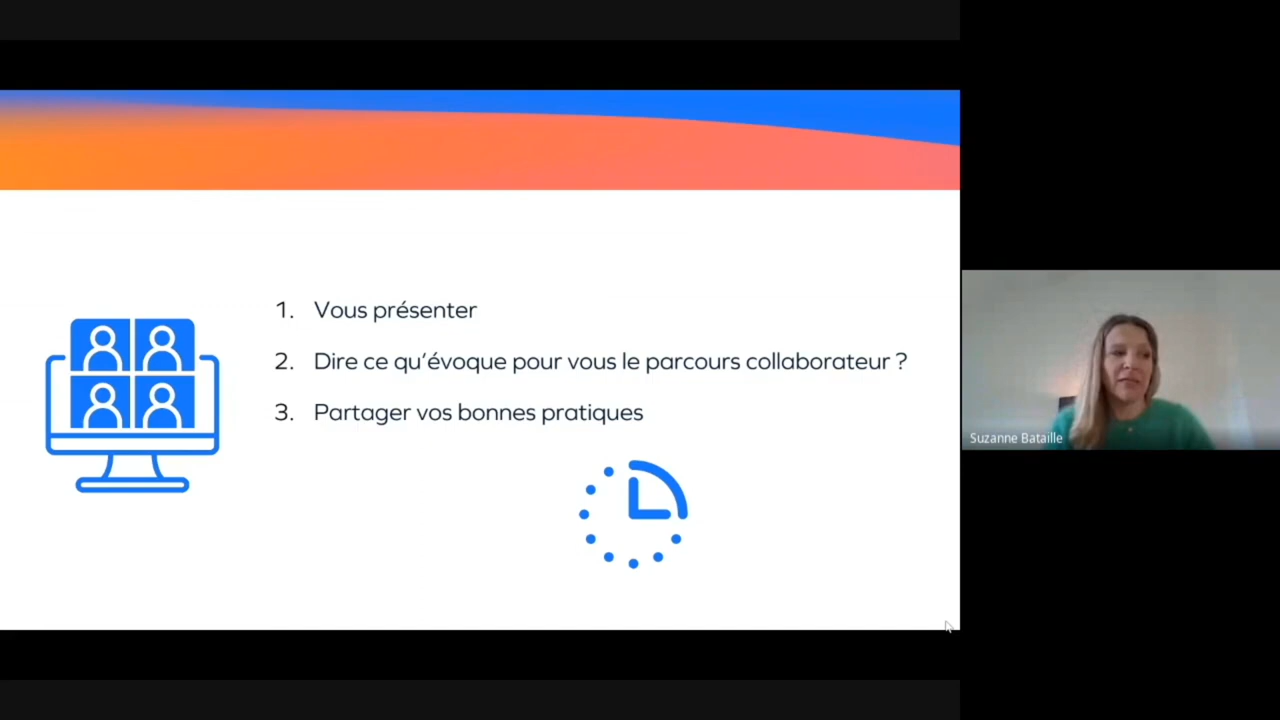 1. Vous présenter
2. Dire ce qu’évoque pour vous le parcours collaborateur ?
3. Partager vos bonnes pratiques
Suzanne Bataille